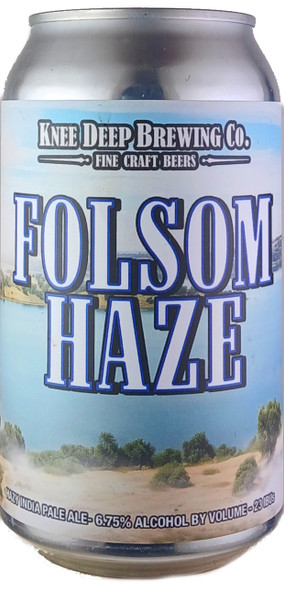 KNEE DEEP BREWING CO.
FINE CRAFT BEERS
FOLSOM
HAZE
HAZY INDIA PALE ALE- 6.75% ALCOHOL BY VOLUME - 23 IBUs